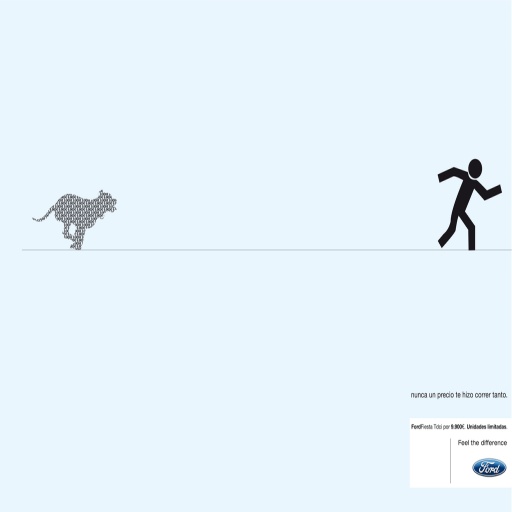 nunca un precio te hizo correr tanto.
FordFiesta Tdci por 9.900€. Unidades limitadas.
Feel the difference
Ford